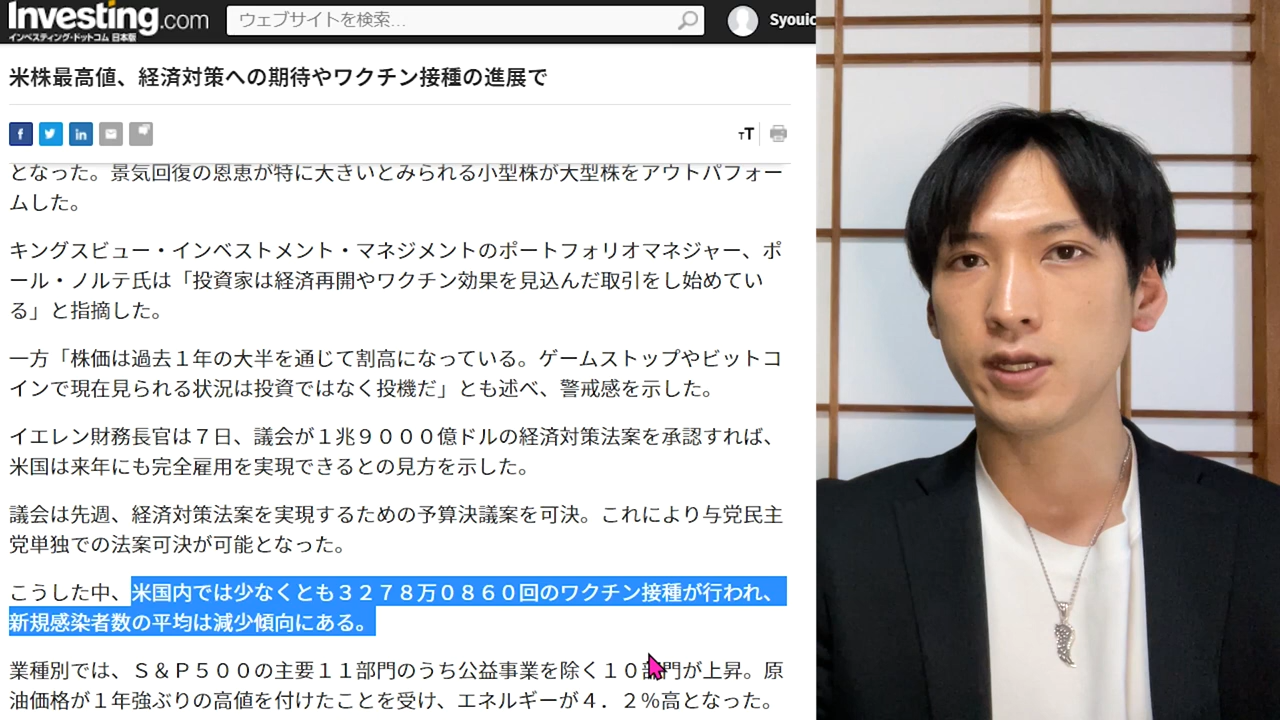 Investing.com
インベスティング・ドットコム 日本版
ウェブサイトを検索...
Syouic
米株最高値、経済対策への期待やワクチン接種の進展で
f
in
тT
となった。景気回復の恩恵が特に大きいとみられる小型株が大型株をアウトパフォー
ムした。
キングスビュー・インベストメント・マネジメントのポートフォリオマネジャー、ポ
ール・ノルテ氏は「投資家は経済再開やワクチン効果を見込んだ取引をし始めてい
る」と指摘した。
一方「株価は過去１年の大半を通じて割高になっている。ゲームストップやビットコ
インで現在見られる状況は投資ではなく投機だ」とも述べ、警戒感を示した。
イエレン財務長官は７日、議会が１兆９０００億ドルの経済対策法案を承認すれば、
米国は来年にも完全雇用を実現できるとの見方を示した。
議会は先週、経済対策法案を実現するための予算決議案を可決。これにより与党民主
党単独での法案可決が可能となった。
こうした中、米国内では少なくとも３２７８万０８６０回のワクチン接種が行われ、
新規感染者数の平均は減少傾向にある。
業種別では、Ｓ＆Ｐ５００の主要１１部門のうち公益事業を除く１０部門が上昇。原
油価格が１年強ぶりの高値を付けたことを受け、エネルギーが４．２％高となった。